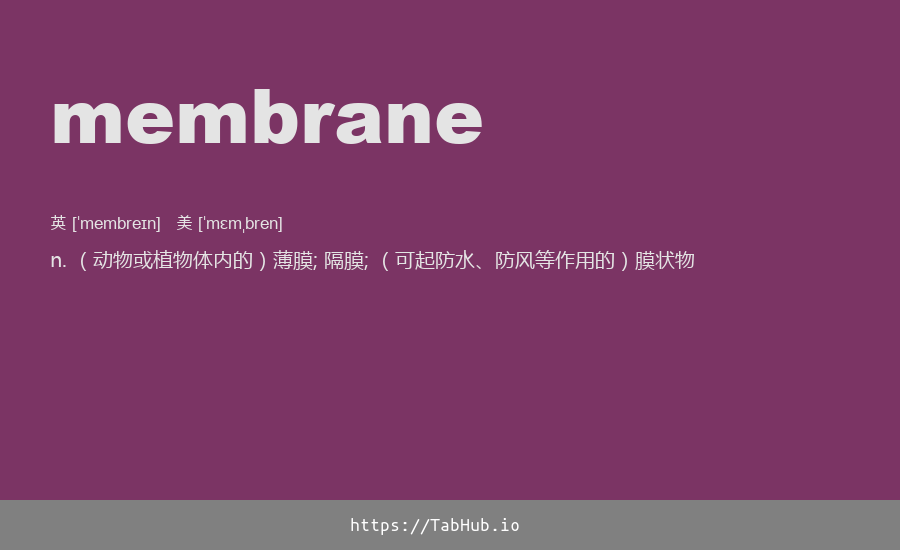 membrane
英 [ˈmembreɪn]  美 [ˈmɛmˌbren]
n. （动物或植物体内的）薄膜; 隔膜; （可起防水、防风等作用的）膜状物
https://TabHub.io